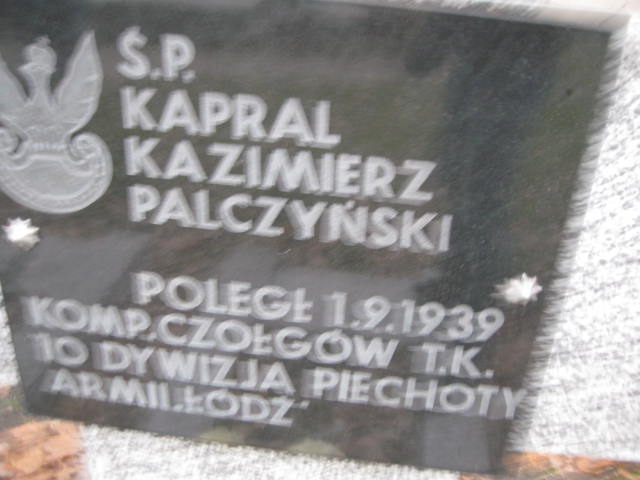 Ś.P.
KAPRAL
KAZIMIERZ
PALCZYŃSKI
POLEGŁ 1.9.1939
KOMP. CZOŁGÓW T.K.
10 DYWIZJA PIECHOTY
ARMII.ŁÓDŹ"